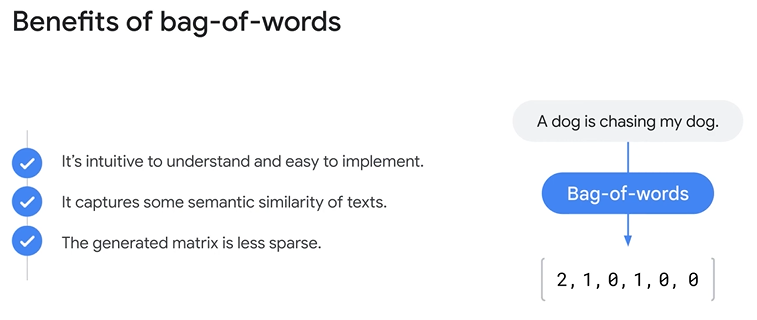 Benefits of bag-of-words
It's intuitive to understand and easy to implement.
It captures some semantic similarity of texts.
The generated matrix is less sparse.
A dog is chasing my dog.
Bag-of-words
[2, 1, 0, 1, 0, 0]